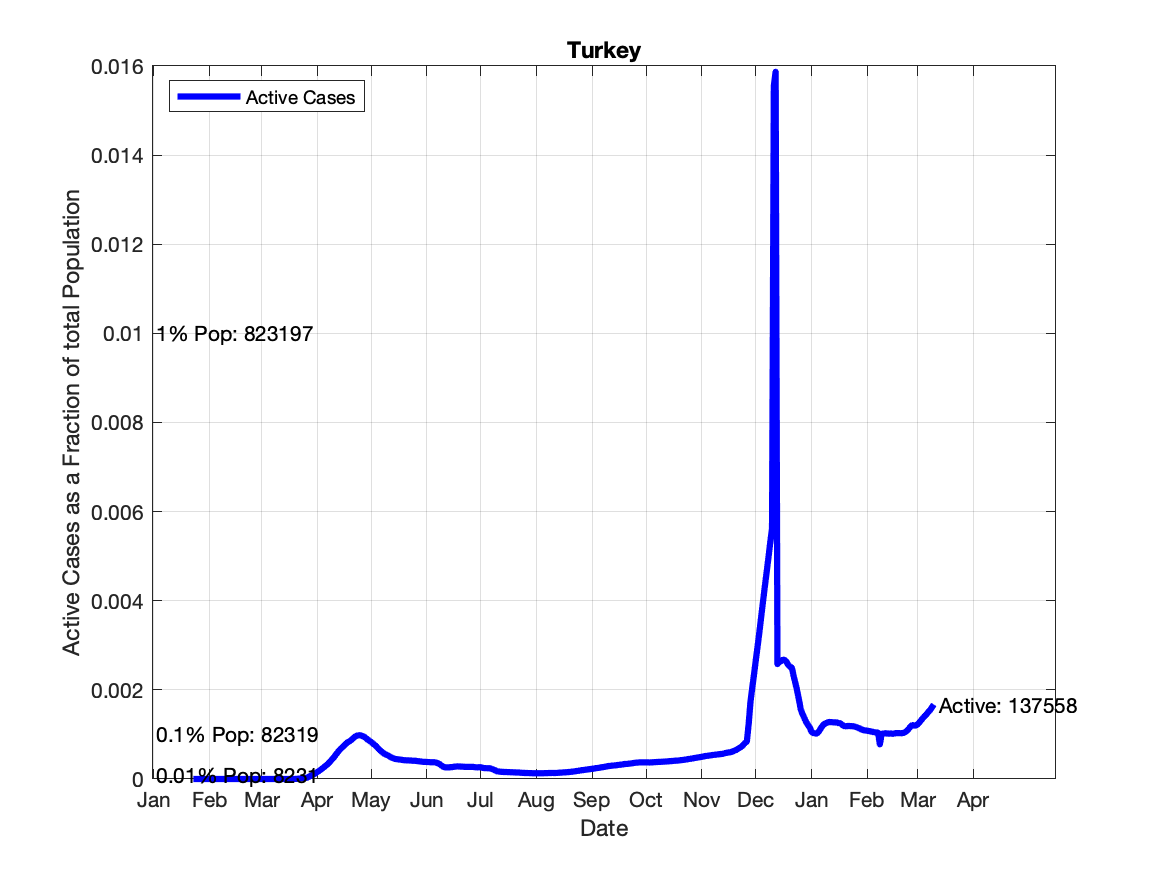 Turkey
Active Cases
0.016
0.014
0.012
0.01
0.008
0.006
0.004
0.002
0
Active Cases as a Fraction of total Population
1% Pop: 823197
0.1% Pop: 82319
0.01% Pop: 8231
Active: 137558
Jan Feb Mar Apr May Jun Jul Aug Sep Oct Nov Dec Jan Feb Mar Apr
Date